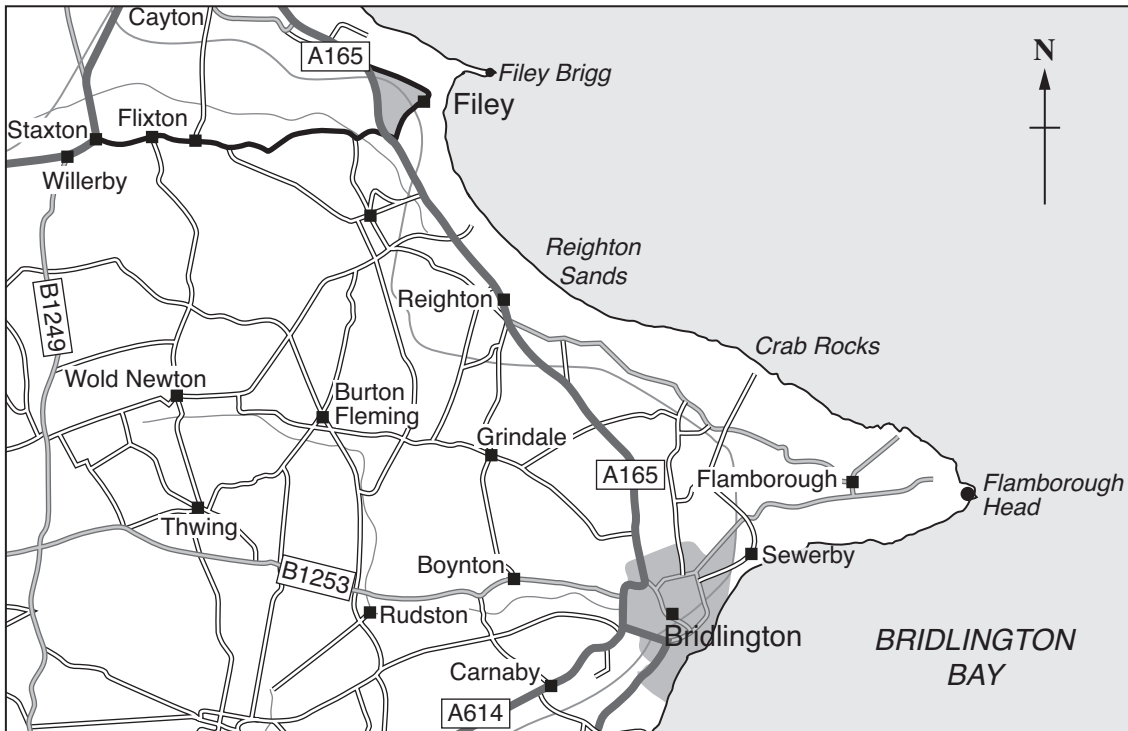 Cayton
A165
N
Filey Brigg
Filey
Staxton
Flixton
Willerby
Reighton
Sands
B1249
Reighton
Crab Rocks
Wold Newton
Burton
Fleming
Grindale
A165
Flamborough
Flamborough
Head
Thwing
Boynton
Sewerby
B1253
Rudston
Bridlington
BRIDLINGTON
BAY
Carnaby
A614